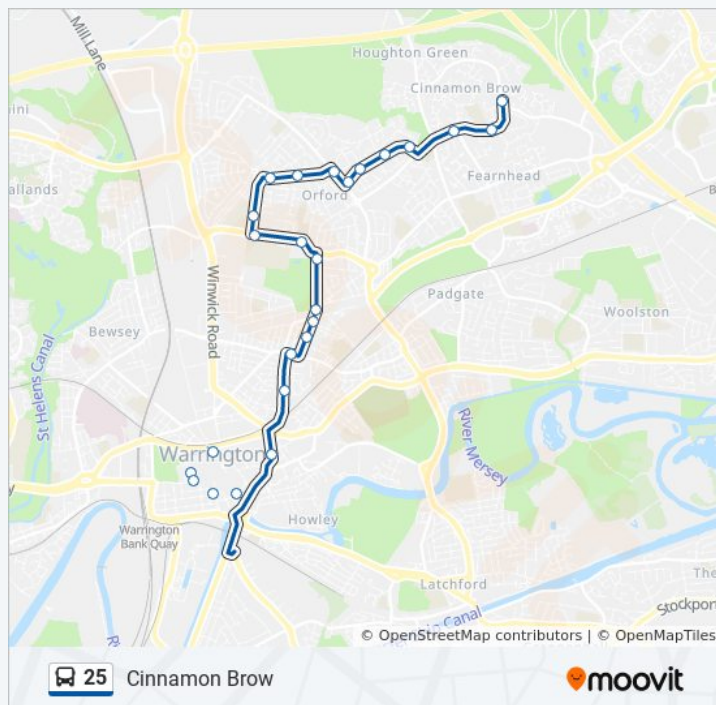 Mill Lane
Houghton Green
Cinnamon Brow
Fearnhead
Orford
Winwick Road
Padgate
Woolston
Bewsey
St Helens Canal
River Mersey
Warrington
Howley
Warrington
Bank Quay
Latchford
Stockpor
© OpenStreetMap contributors | © OpenMapTiles
25 Cinnamon Brow
moovit